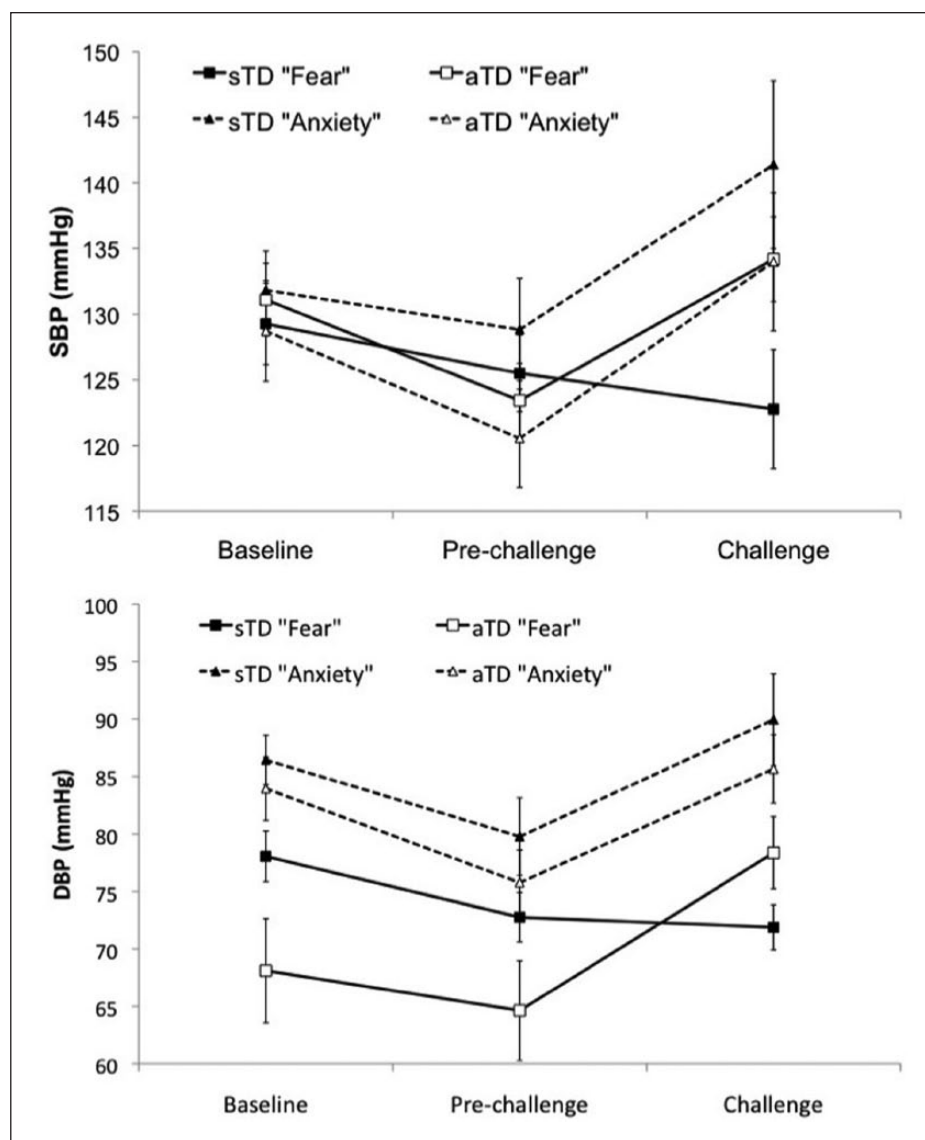 150
sTD "Fear" aTD "Fear"
145
sTD "Anxiety" aTD "Anxiety"
140
135
SBP (mmHg)
130
125
120
115
Baseline Pre-challenge Challenge
100
sTD "Fear" aTD "Fear"
95
sTD "Anxiety" aTD "Anxiety"
90
85
80
DBP (mmHg)
75
70
65
60
Baseline Pre-challenge Challenge